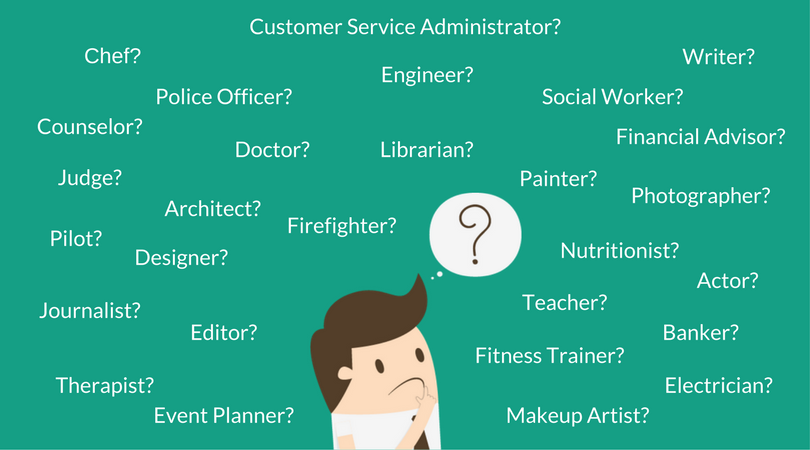 Customer Service Administrator?
Chef?
Writer?
Engineer?
Police Officer?
Social Worker?
Counselor?
Financial Advisor?
Doctor?
Librarian?
Judge?
Painter?
Photographer?
Architect?
Firefighter?
?
Pilot?
Nutritionist?
Designer?
Actor?
Teacher?
Journalist?
Editor?
Banker?
Fitness Trainer?
Therapist?
Electrician?
Event Planner?
Makeup Artist?